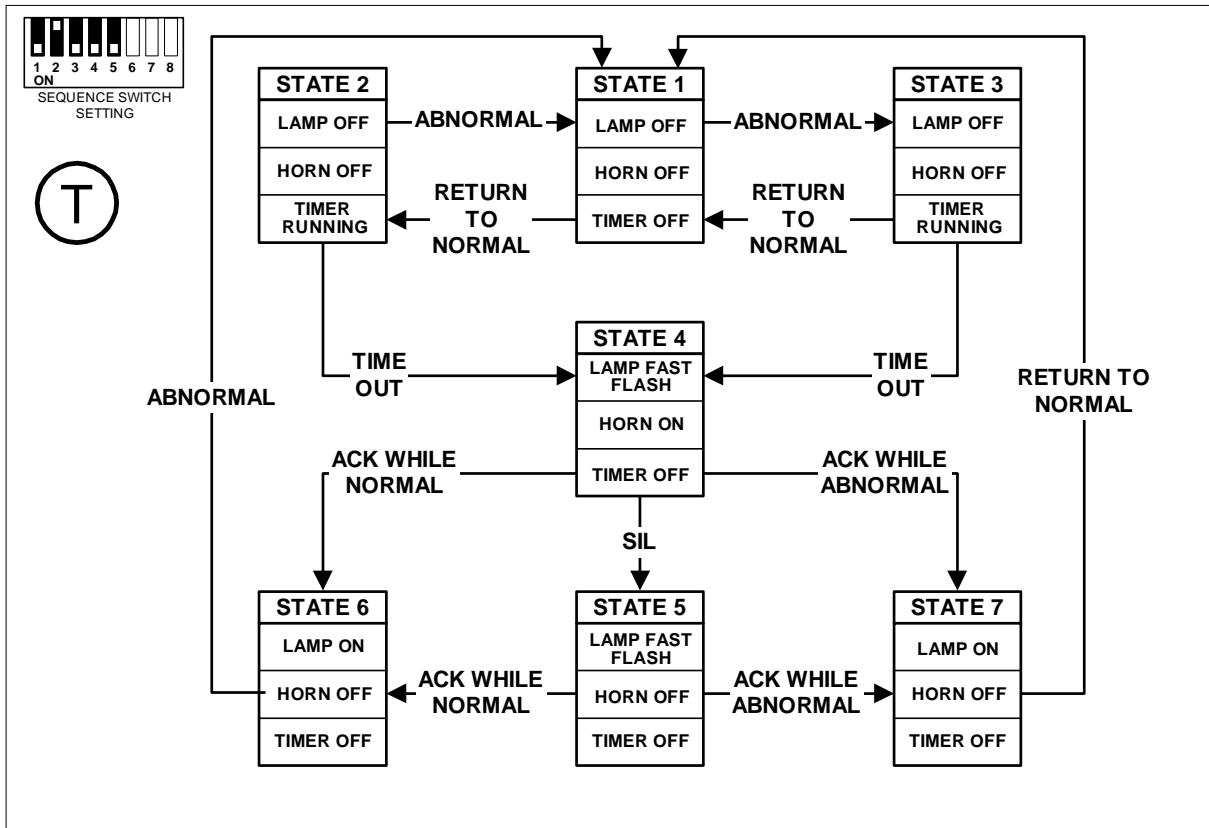 1 2 3 4 5 6 7 8
ON
SEQUENCE SWITCH
SETTING
T
STATE 2
LAMP OFF
HORN OFF
TIMER
RUNNING
ABNORMAL
RETURN
TO
NORMAL
STATE 1
LAMP OFF
HORN OFF
TIMER OFF
ABNORMAL
RETURN
TO
NORMAL
STATE 3
LAMP OFF
HORN OFF
TIMER
RUNNING
ABNORMAL
TIME
OUT
STATE 4
LAMP FAST
FLASH
HORN ON
TIMER OFF
TIME
OUT
RETURN TO
NORMAL
ACK WHILE
NORMAL
SIL
ACK WHILE
ABNORMAL
STATE 6
LAMP ON
HORN OFF
TIMER OFF
ACK WHILE
NORMAL
STATE 5
LAMP FAST
FLASH
HORN OFF
TIMER OFF
ACK WHILE
ABNORMAL
STATE 7
LAMP ON
HORN OFF
TIMER OFF